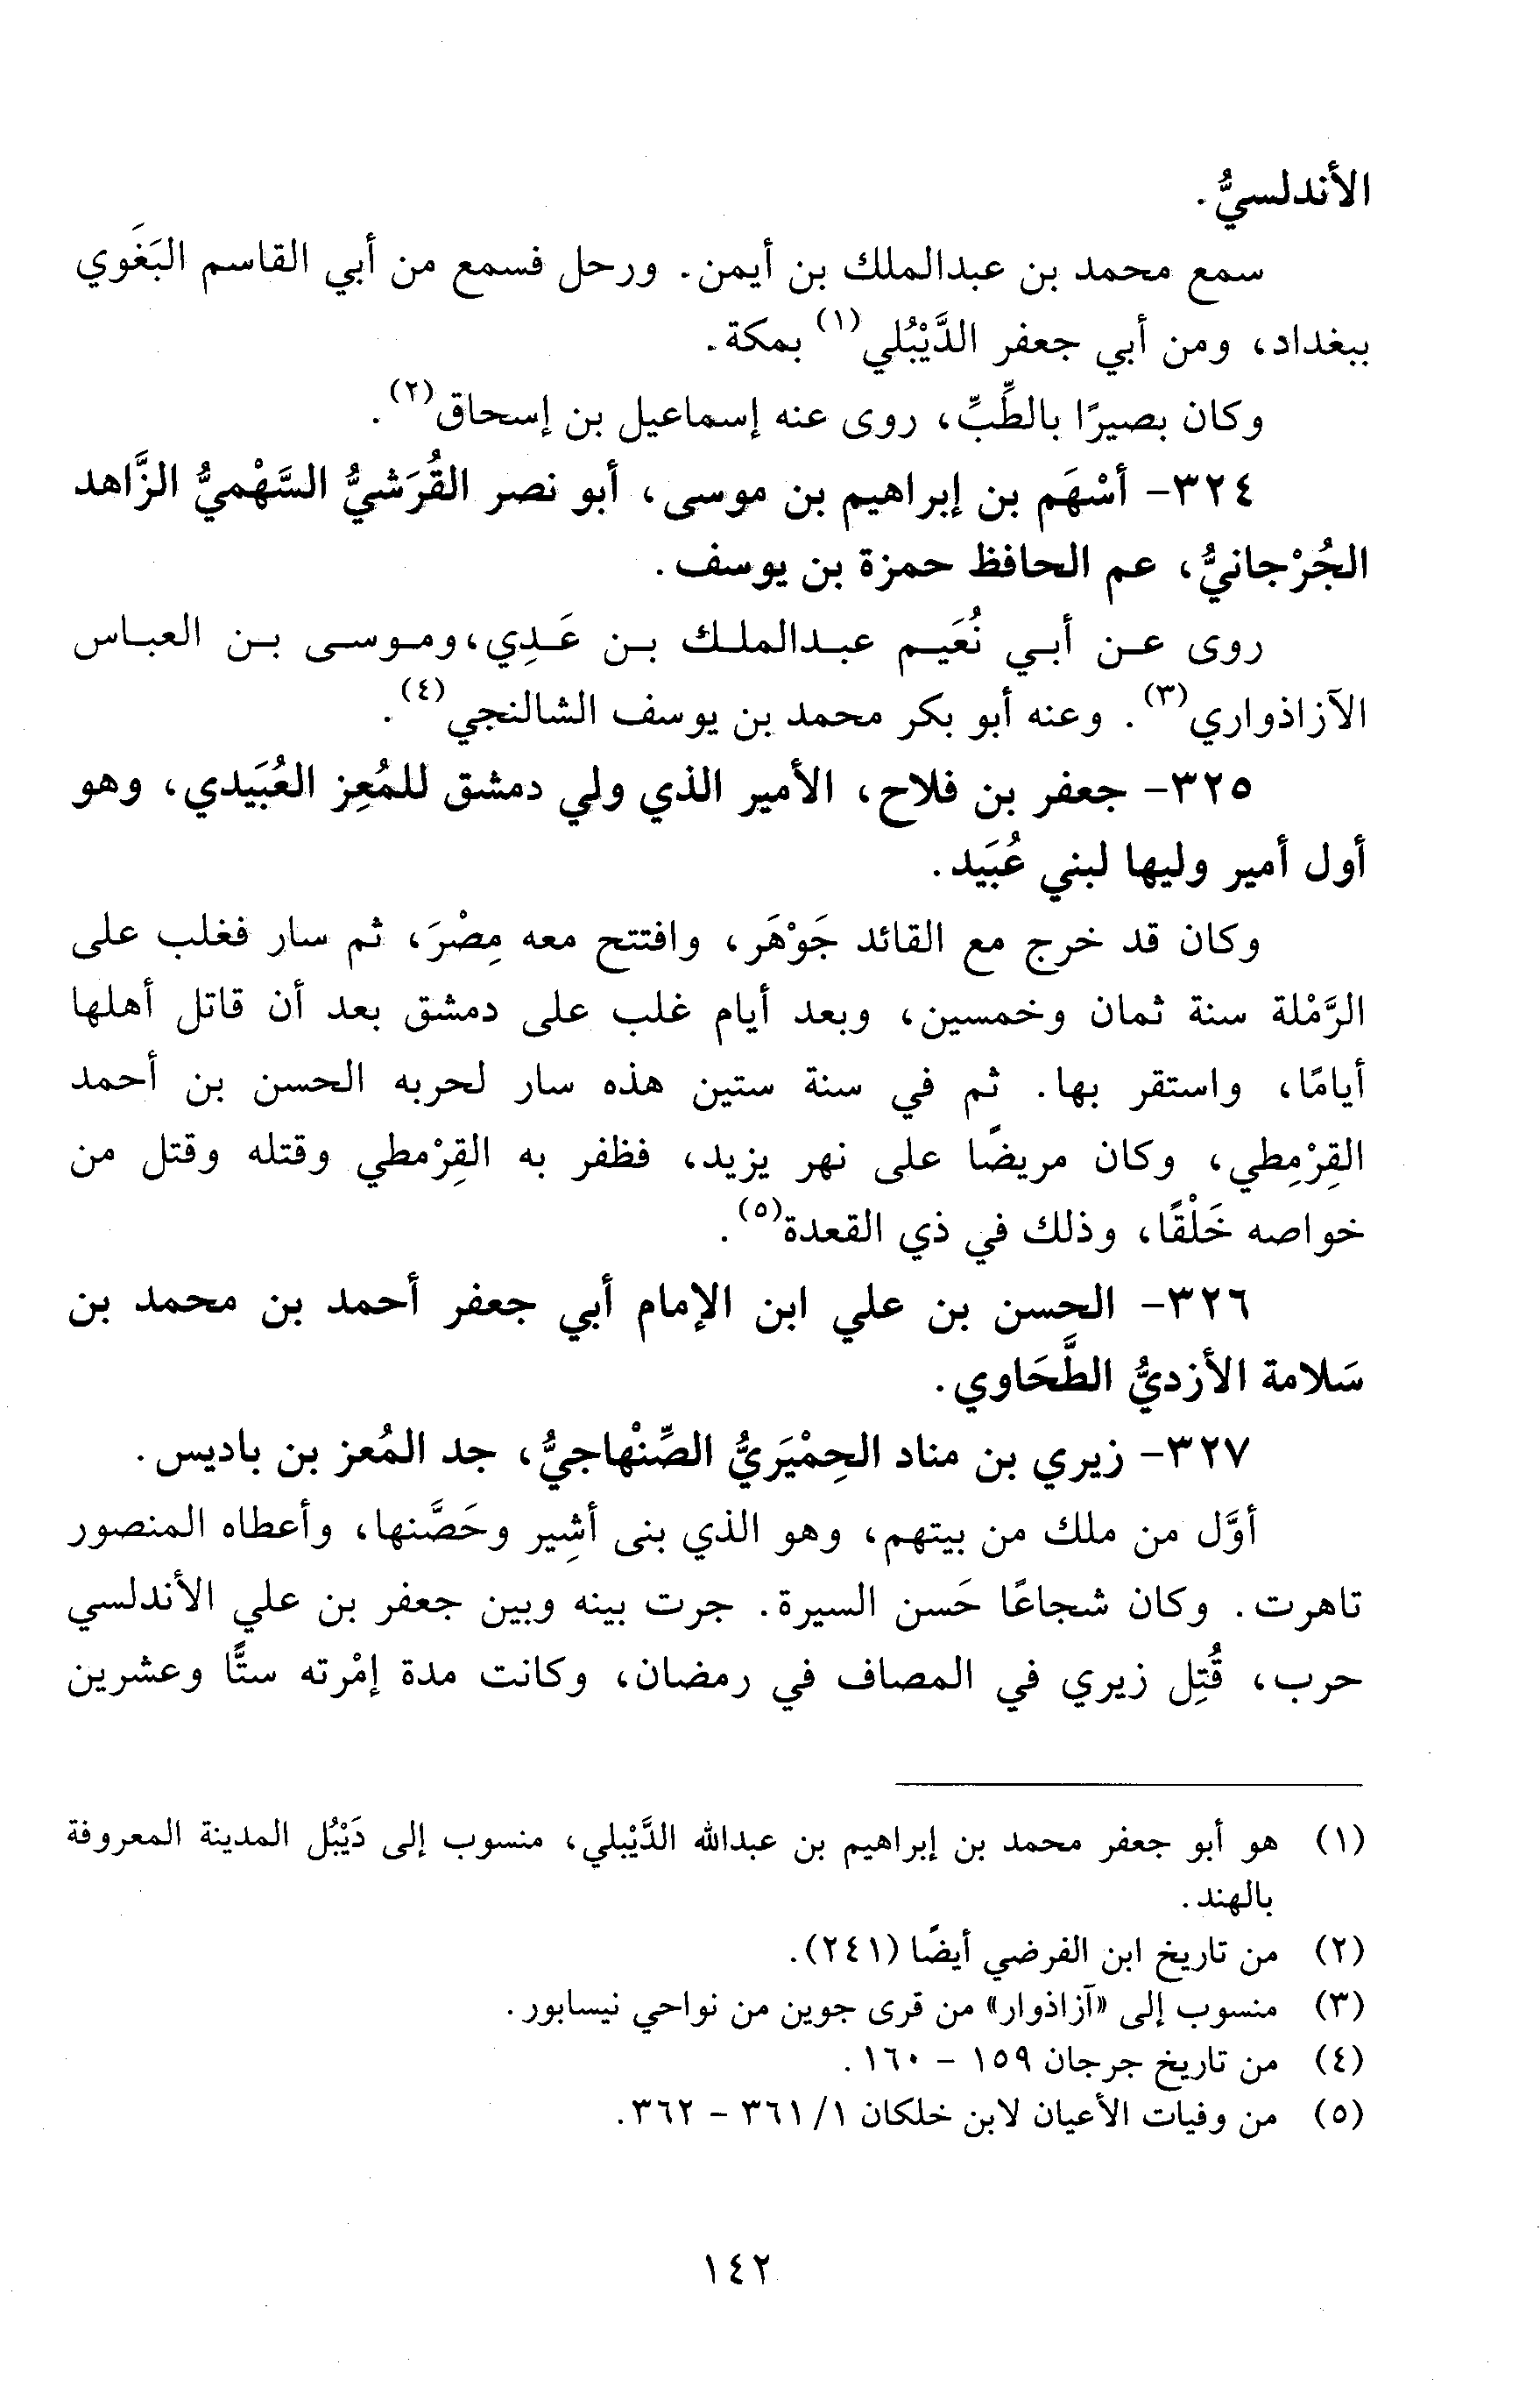 الأندلسيُّ.
سمع محمد بن عبدالملك بن أيمن. ورحل فسمع من أبي القاسم البَغَوي
ببغداد، ومن أبي جعفر الدَّيْبُلي(١) بمكة.
وكان بصيرًا بالطِّبِّ، روى عنه إسماعيل بن إسحاق(٢).
٣٢٤- أسْهَم بن إبراهيم بن موسى، أبو نصر القُرَشيُّ السَّهْميُّ الزَّاهد
الجُرْجانيُّ، عم الحافظ حمزة بن يوسف.
روى عن أبي نُعَيم عبدالملك بن عَدِي، وموسى بن العباس
الآزاذواري(٣). وعنه أبو بكر محمد بن يوسف الشالنجي(٤).
٣٢٥- جعفر بن فلاح، الأمير الذي ولي دمشق للمُعِز العُبَيدي، وهو
أول أمير وليها لبني عُبَيد.
وكان قد خرج مع القائد جَوْهَر، وافتتح معه مِصْرَ، ثم سار فغلب على
الرَّمْلة سنة ثمان وخمسين، وبعد أيام غلب على دمشق بعد أن قاتل أهلها
أيامًا، واستقر بها. ثم في سنة ستين هذه سار لحربه الحسن بن أحمد
القِرْمِطي، وكان مريضًا على نهر يزيد، فظفر به القِرْمطي وقتله وقتل من
خواصه خَلْقًا، وذلك في ذي القعدة(٥).
٣٢٦- الحسن بن علي ابن الإمام أبي جعفر أحمد بن محمد بن
سَلامة الأزديُّ الطَّحَاوي.
٣٢٧- زيري بن مناد الحِمْيَريُّ الصِّنْهاجيُّ، جد المُعز بن باديس.
أوَّل من ملك من بيتهم، وهو الذي بنى أشِير وحَصَّنها، وأعطاه المنصور
تاهرت. وكان شجاعًا حَسن السيرة. جرت بينه وبين جعفر بن علي الأندلسي
حرب، قُتِل زيري في المصاف في رمضان، وكانت مدة إمْرته ستًّا وعشرين
(١) هو أبو جعفر محمد بن إبراهيم بن عبدالله الدَّيْبلي، منسوب إلى دَيْبُل المدينة المعروفة
بالهند.
(٢) من تاريخ ابن الفرضي أيضًا (٢٤١).
(٣) منسوب إلى «آزاذوار» من قرى جوين من نواحي نيسابور.
(٤) من تاريخ جرجان ١٥٩ - ١٦٠.
(٥) من وفيات الأعيان لابن خلكان ١/ ٣٦١ - ٣٦٢.
١٤٢